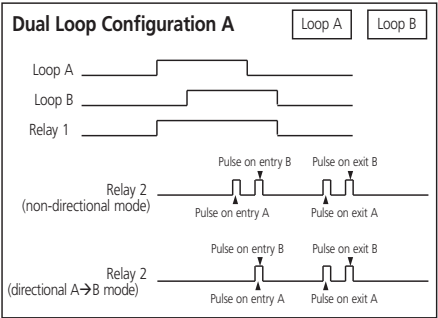 Dual Loop Configuration A
Loop A
Loop B
Loop A
Loop B
Relay 1
Pulse on entry B
Pulse on exit B
Relay 2
(non-directional mode)
Pulse on entry A
Pulse on exit A
Pulse on entry B
Pulse on exit B
Relay 2
(directional A→B mode)
Pulse on entry A
Pulse on exit A